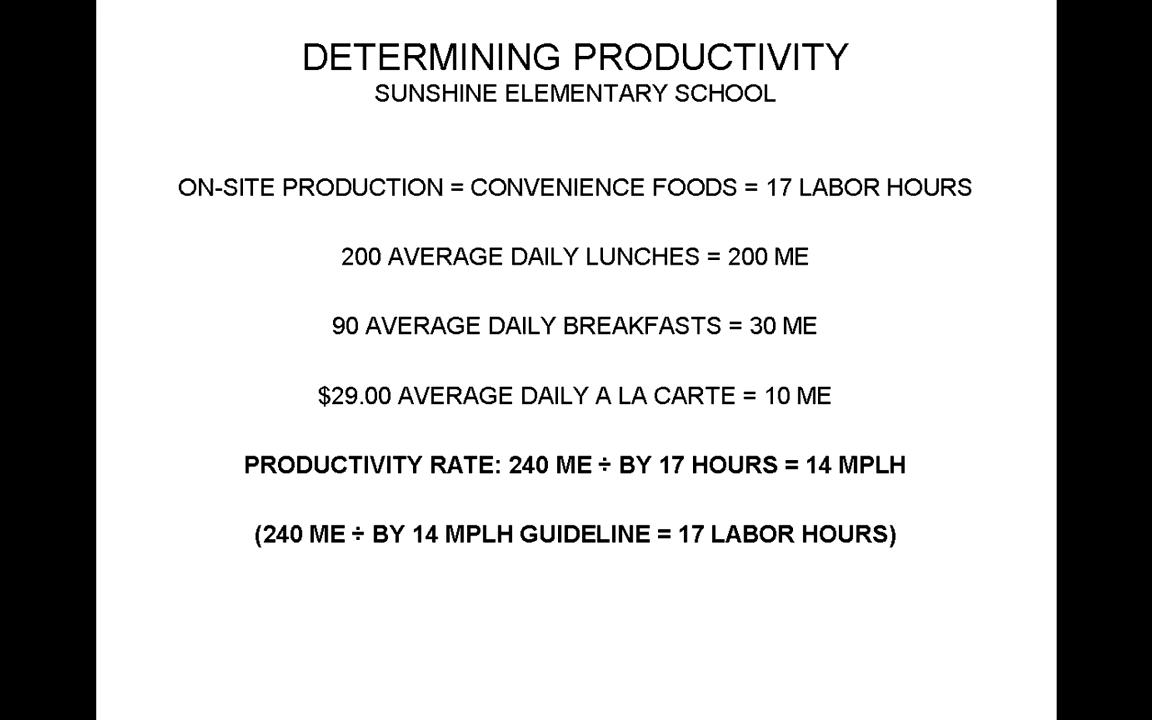 DETERMINING PRODUCTIVITY
SUNSHINE ELEMENTARY SCHOOL
ON-SITE PRODUCTION = CONVENIENCE FOODS = 17 LABOR HOURS
200 AVERAGE DAILY LUNCHES = 200 ME
90 AVERAGE DAILY BREAKFASTS = 30 ME
$29.00 AVERAGE DAILY A LA CARTE = 10 ME
PRODUCTIVITY RATE: 240 ME ÷ BY 17 HOURS = 14 MPLH
(240 ME ÷ BY 14 MPLH GUIDELINE = 17 LABOR HOURS)